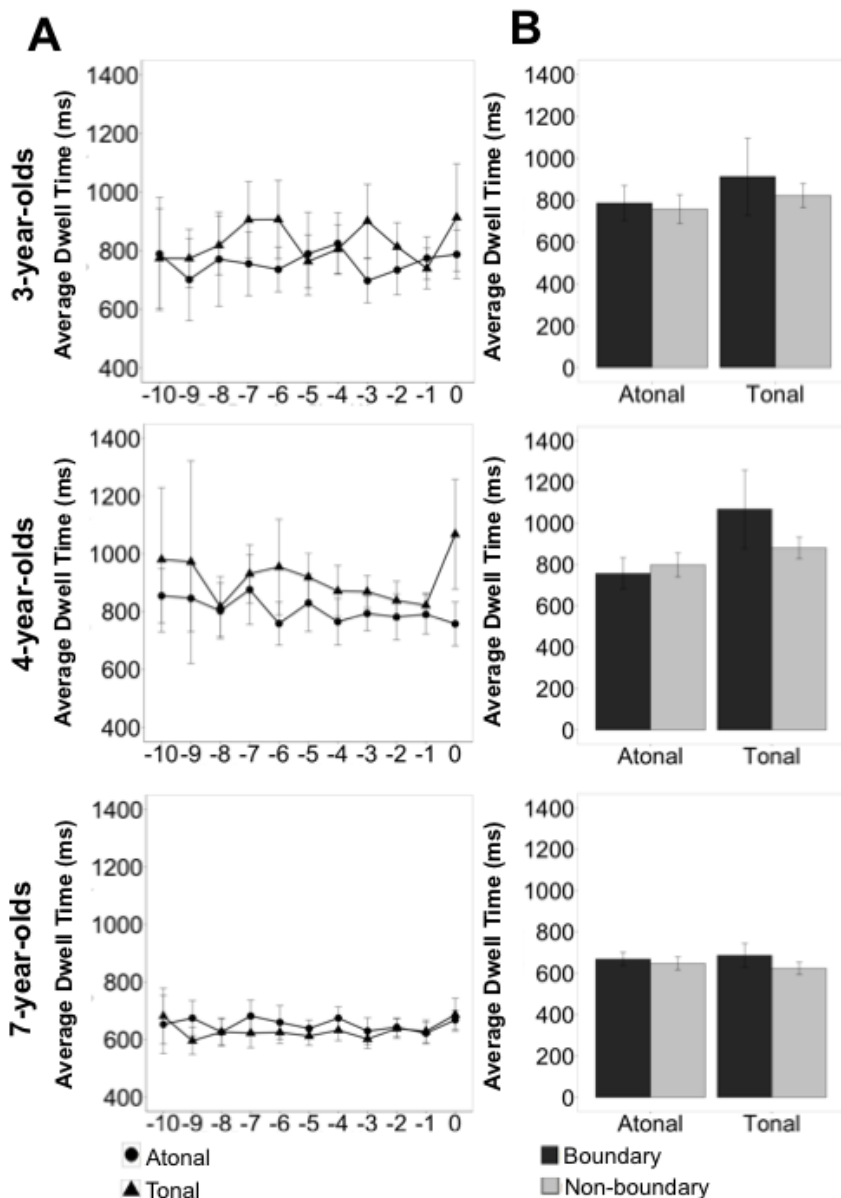 A
B
3-year-olds
Average Dwell Time (ms)
1400
1200
1000
800
600
400
-10 -9 -8 -7 -6 -5 -4 -3 -2 -1 0
Average Dwell Time (ms)
1400
1200
1000
800
600
400
200
0
Atonal Tonal
4-year-olds
Average Dwell Time (ms)
1400
1200
1000
800
600
400
-10 -9 -8 -7 -6 -5 -4 -3 -2 -1 0
Average Dwell Time (ms)
1400
1200
1000
800
600
400
200
0
Atonal Tonal
7-year-olds
Average Dwell Time (ms)
1400
1200
1000
800
600
400
-10 -9 -8 -7 -6 -5 -4 -3 -2 -1 0
Average Dwell Time (ms)
1400
1200
1000
800
600
400
200
0
Atonal Tonal
Atonal
Tonal
Boundary
Non-boundary